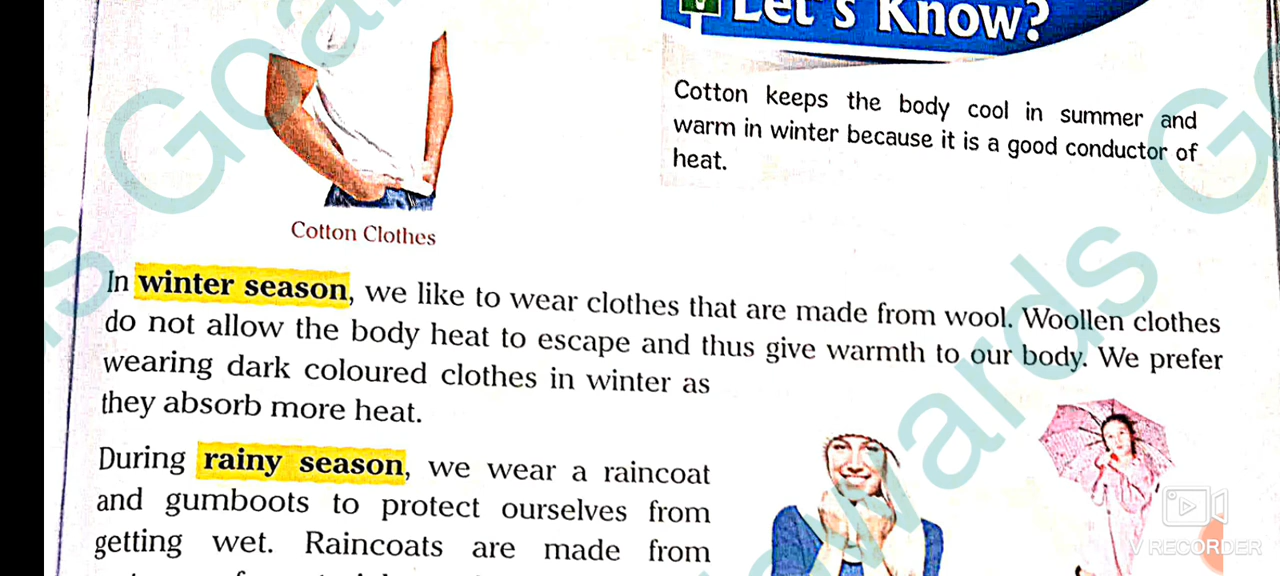 Let's Know?
Cotton keeps the body cool in summer and
warm in winter because it is a good conductor of
heat.
Cotton Clothes
In winter season, we like to wear clothes that are made from wool. Woollen clothes
do not allow the body heat to escape and thus give warmth to our body. We prefer
wearing dark coloured clothes in winter as
they absorb more heat.
During rainy season, we wear a raincoat
and gumboots to protect ourselves from
getting wet. Raincoats are made from
V RECORDER